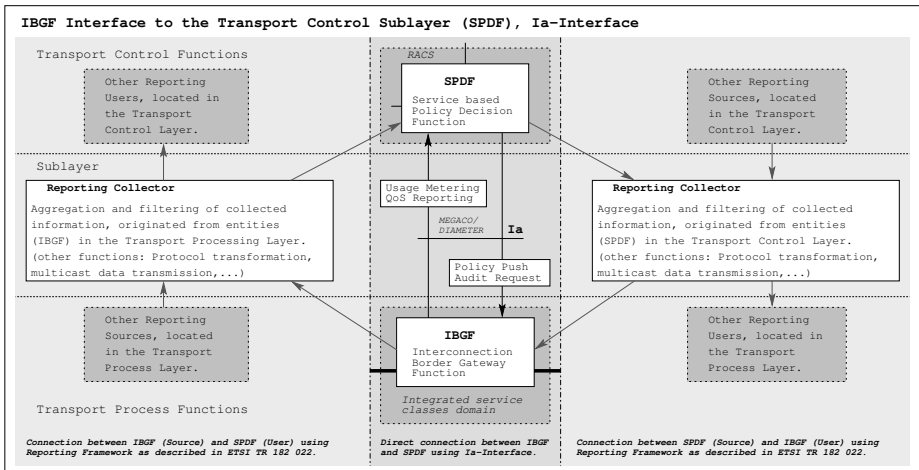 IBGF Interface to the Transport Control Sublayer (SPDF), Ia-Interface
Transport Control Functions
Other Reporting
Users, located in
the Transport
Control Layer.
RACS
SPDF
Service based
Policy Decision
Function
Other Reporting
Sources, located
in the Transport
Control Layer.
Sublayer
Reporting Collector
Aggregation and filtering of collected
information, originated from entities
(IBGF) in the Transport Processing Layer.
(other functions: Protocol transformation,
multicast data transmission,...)
Usage Metering
QoS Reporting
MEGACO/
DIAMETER
Ia
Policy Push
Audit Request
Reporting Collector
Aggregation and filtering of collected
information, originated from entities
(SPDF) in the Transport Control Layer.
(other functions: Protocol transformation,
multicast data transmission,...)
Other Reporting
Sources, located
in the Transport
Process Layer.
IBGF
Interconnection
Border Gateway
Function
Integrated service
classes domain
Other Reporting
Users, located in
the Transport
Process Layer.
Transport Process Functions
Connection between IBGF (Source) and SPDF (User) using
Reporting Framework as described in ETSI TR 182 022.
Direct connection between IBGF
and SPDF using Ia-Interface.
Connection between SPDF (Source) and IBGF (User) using
Reporting Framework as described in ETSI TR 182 022.